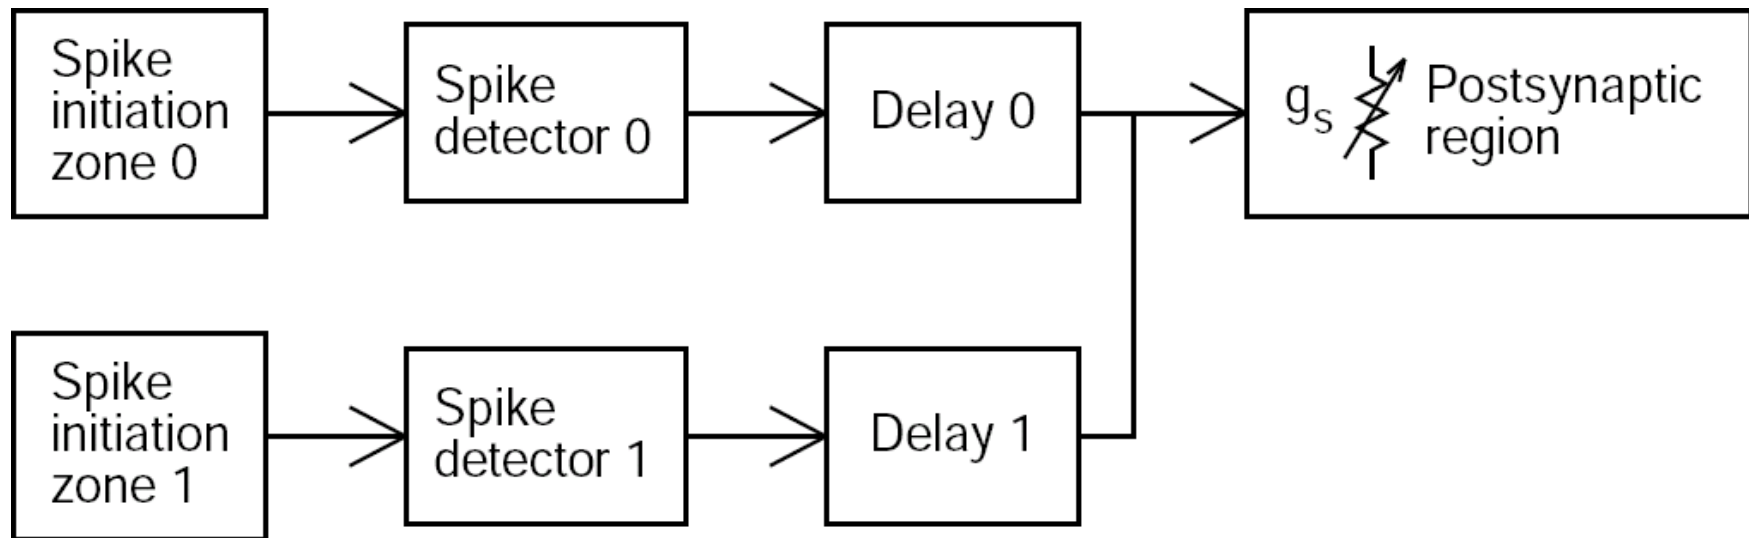 Spike
initiation
zone 0
Spike
detector 0
Delay 0
gs
Postsynaptic
region
Spike
initiation
zone 1
Spike
detector 1
Delay 1